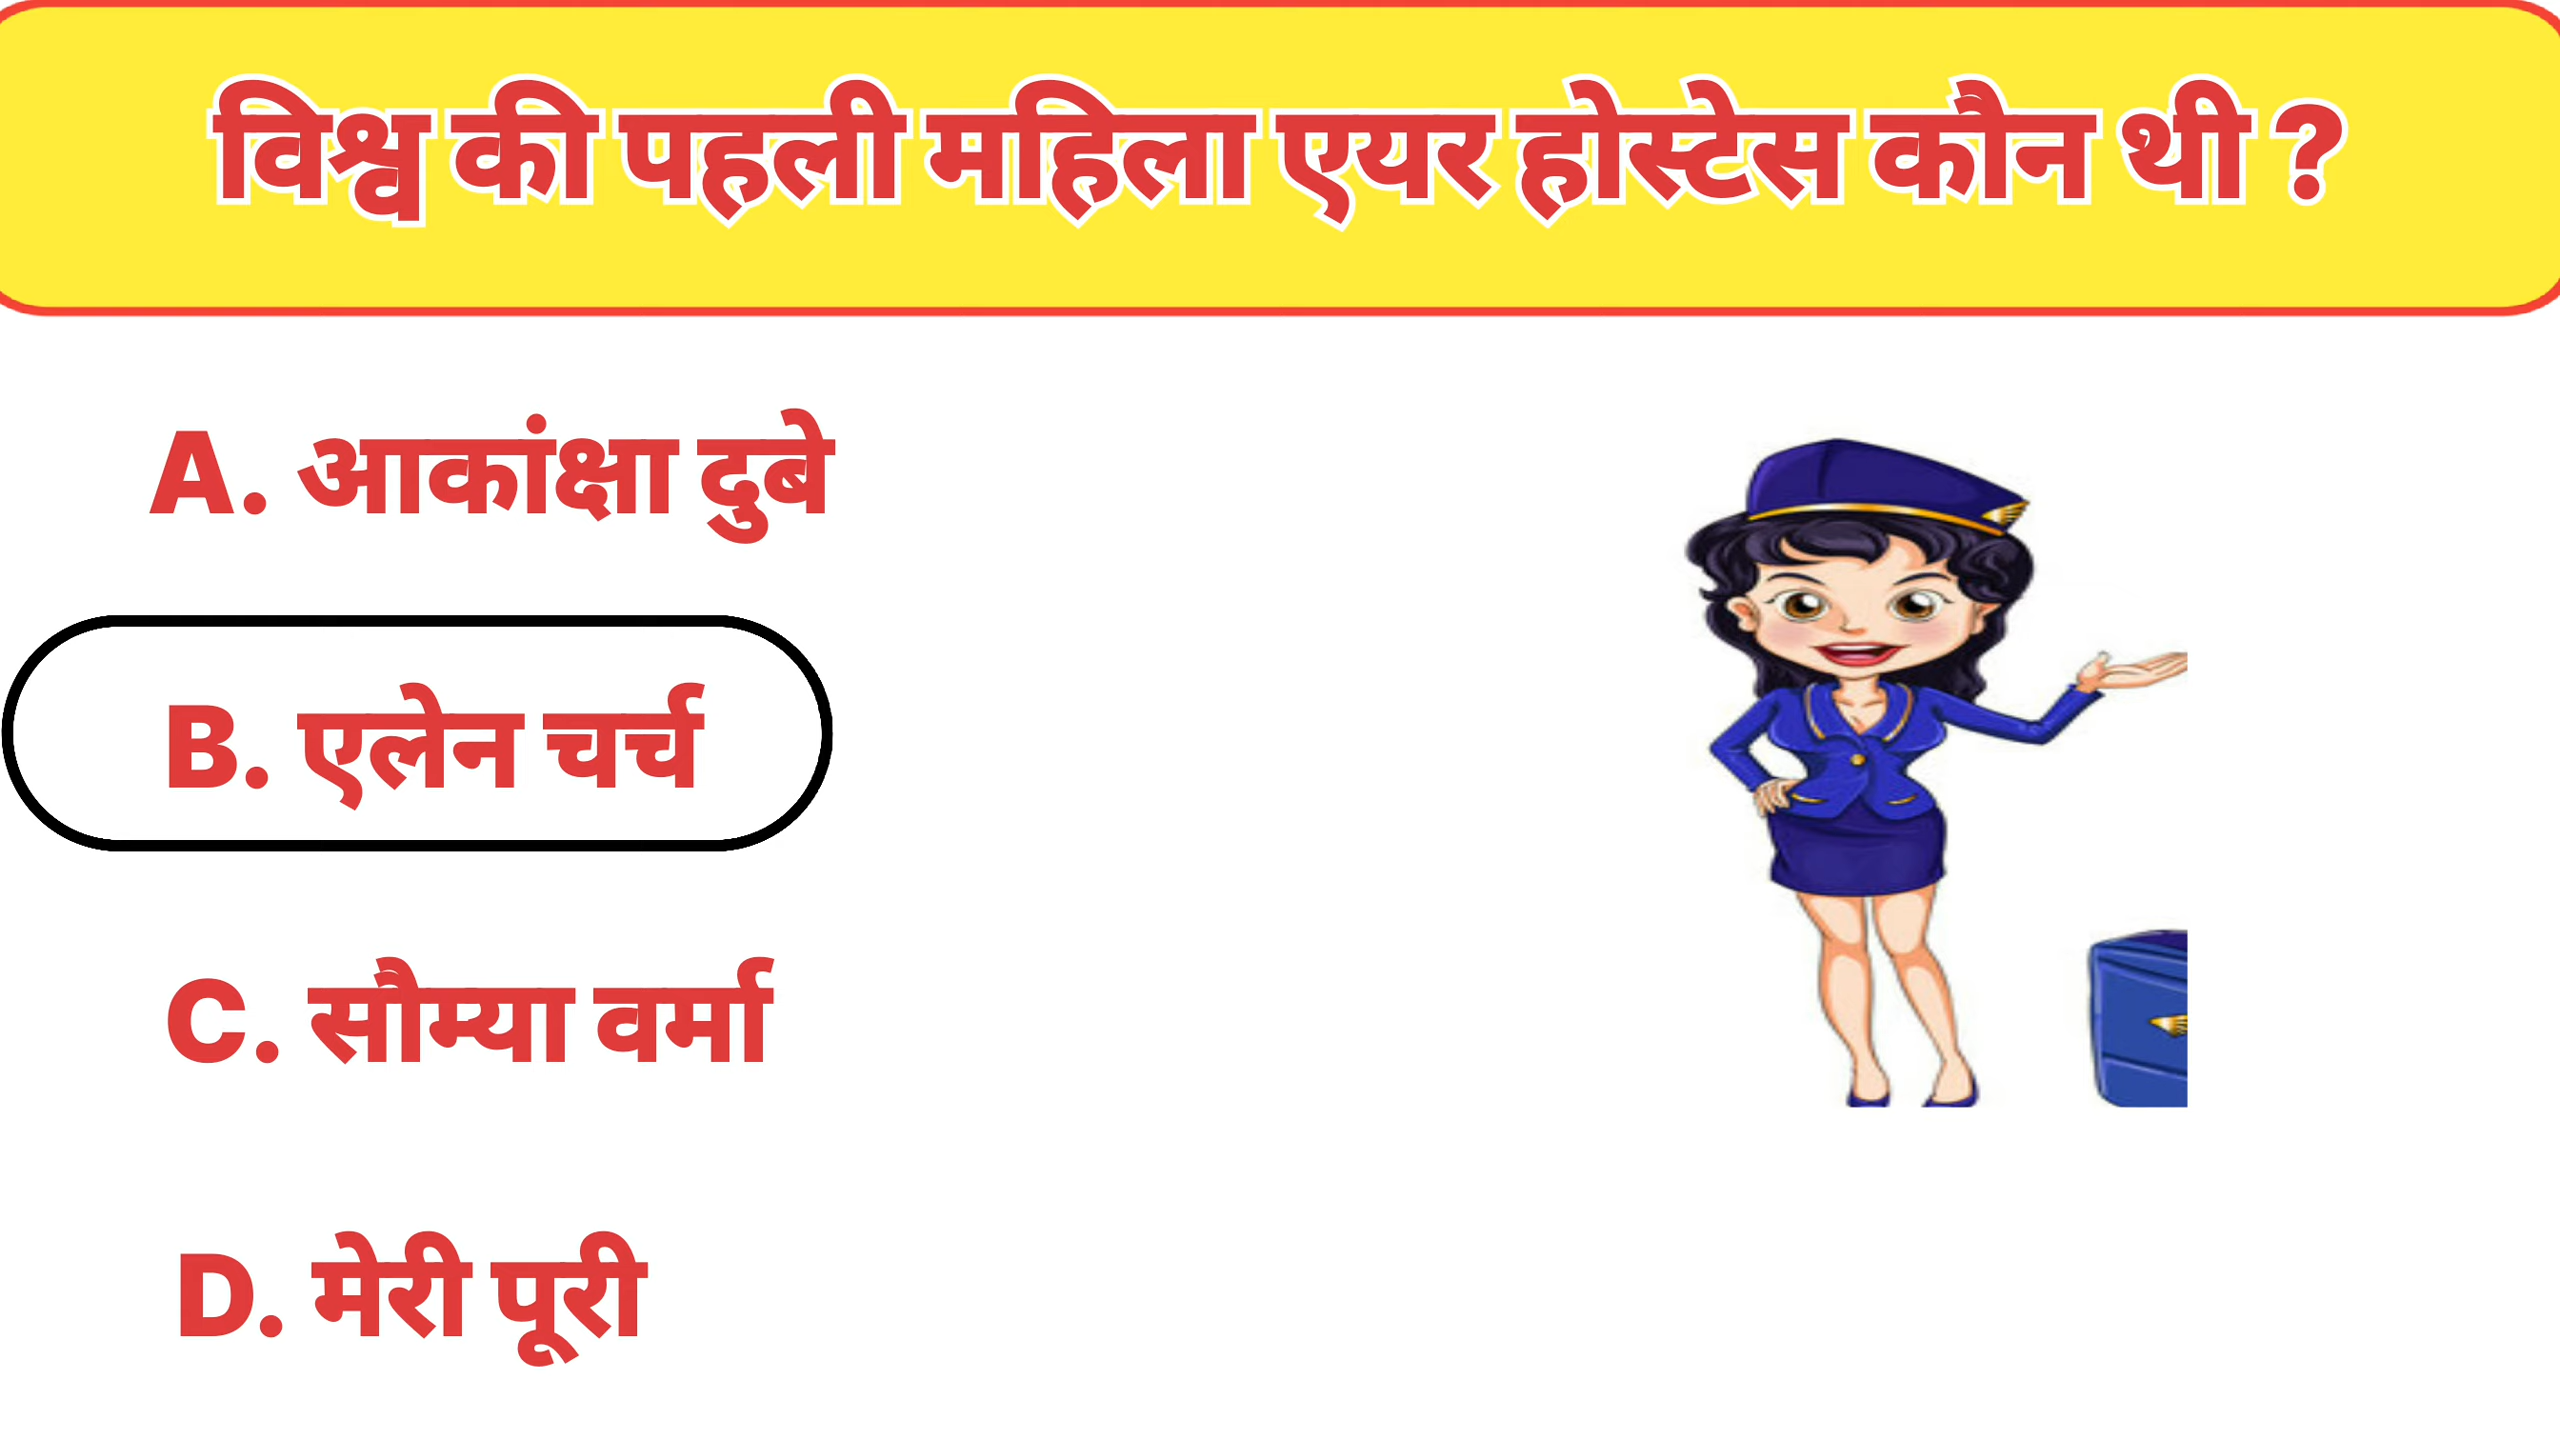 विश्व की पहली महिला एयर होस्टेस कौन थी ?
A. आकांक्षा दुबे
B. एलेन चर्च
C. सौम्या वर्मा
D. मेरी पूरी